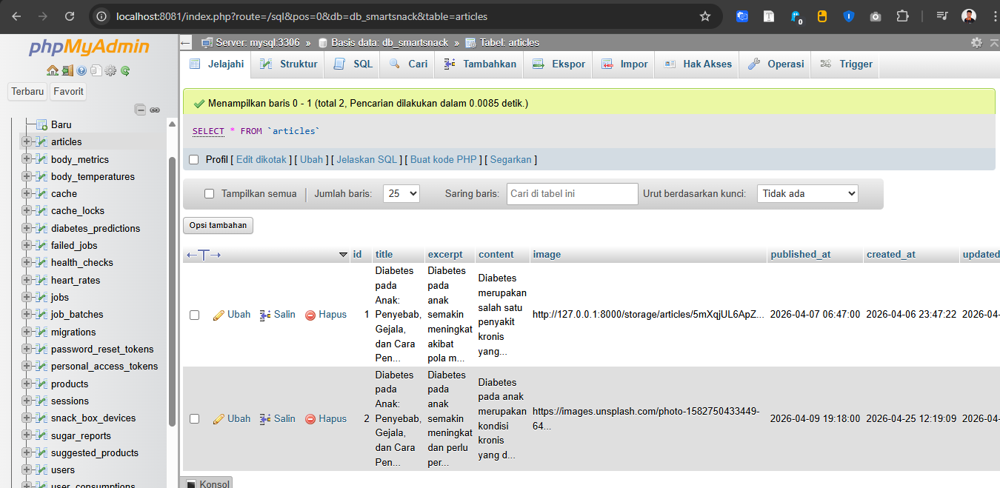 localhost:8081/index.php?route=/sql&pos=0&db=db_smartsnack&table=articles
0
phpMyAdmin
Terbaru Favorit
Baru
articles
body_metrics
body_temperatures
cache
cache_locks
diabetes_predictions
failed_jobs
health_checks
heart_rates
jobs
job_batches
migrations
password_reset_tokens
personal_access_tokens
products
sessions
snack_box_devices
sugar_reports
suggested_products
users
user_consumptions
Server: mysql:3306 » Basis data: db_smartsnack » Tabel: articles
Jelajahi Struktur SQL Cari Tambahkan Ekspor Impor Hak Akses Operasi Trigger
Menampilkan baris 0 - 1 (total 2, Pencarian dilakukan dalam 0.0085 detik.)
SELECT * FROM `articles`
Profil [ Edit dikotak ] [ Ubah ] [ Jelaskan SQL ] [ Buat kode PHP ] [ Segarkan ]
Tampilkan semua Jumlah baris: 25 Saring baris: Cari di tabel ini Urut berdasarkan kunci: Tidak ada
Opsi tambahan
←T→ id title excerpt content image published_at created_at updated
Ubah Salin Hapus 1
Diabetes
pada
Anak:
Penyebab,
Gejala,
dan Cara
Pen...
Diabetes
pada
anak
semakin
meningkat
akibat
pola m...
Diabetes
merupakan
salah satu
penyakit
kronis
yang...
http://127.0.0.1:8000/storage/articles/5mXqjUL6ApZ...
2026-04-07 06:47:00 2026-04-06 23:47:22 2026-04-
Ubah Salin Hapus 2
Diabetes
pada
Anak:
Penyebab,
Gejala,
dan Cara
Pen...
Diabetes
pada
anak
semakin
meningkat
dan perlu
per...
Diabetes
pada anak
merupakan
kondisi
kronis
yang d...
https://images.unsplash.com/photo-1582750433449-
64...
2026-04-09 19:18:00 2026-04-25 12:19:09 2026-04-
Konsol